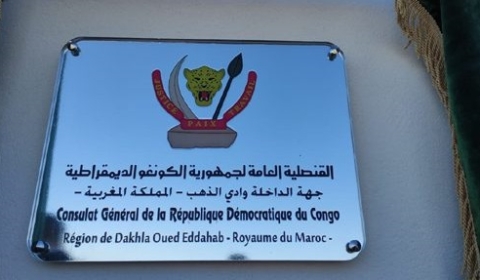 JUSTICE PAIX TRAVAIL
القنصلية العامة لجمهورية الكونغو الديمقراطية
جهة الداخلة وادي الذهب - المملكة المغربية -
Consulat Général de la République Démocratique du Congo
Région de Dakhla Oued Eddahab - Royaume du Maroc -